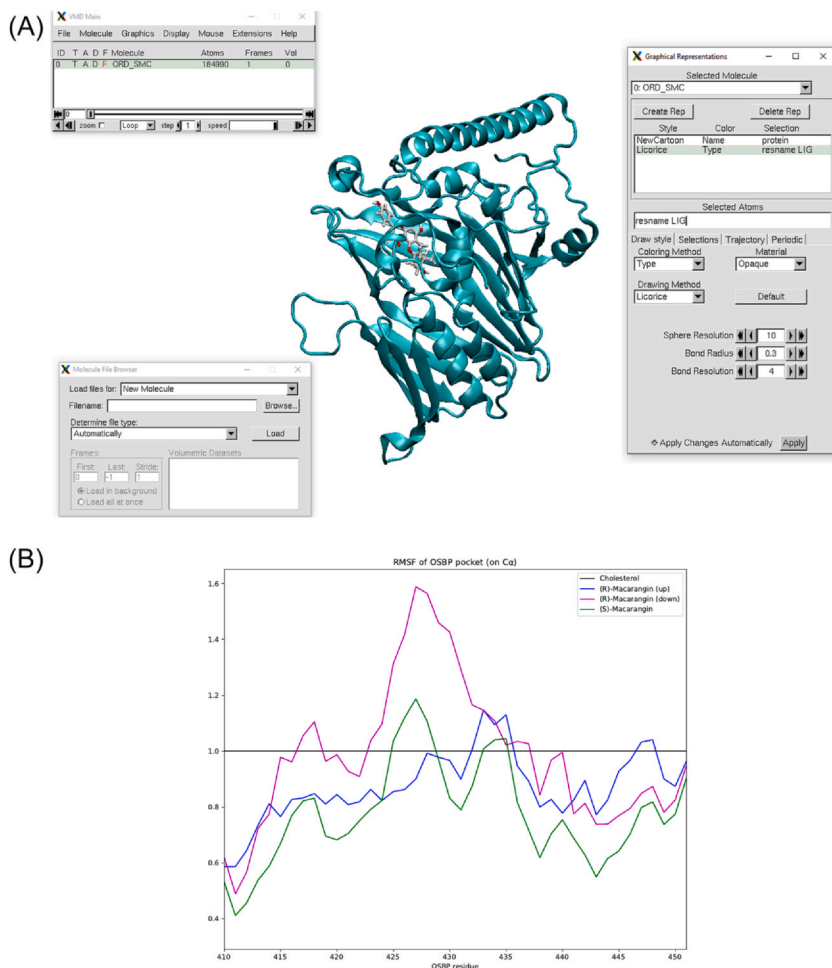 (A)
VMD Main
File Molecule Graphics Display Mouse Extensions Help
ID T A D F Molecule Atoms Frames Vol
0 T A D F ORD_SMC 184980 1 0
0
zoom Loop step 1 speed
Graphical Representations
Selected Molecule
0: ORD_SMC
Create Rep Delete Rep
Style Color Selection
NewCartoon Name protein
Licorice Type resname LIG
Selected Atoms
resname LIG
Draw style Selections Trajectory Periodic
Coloring Method Material
Type Opaque
Drawing Method
Licorice Default
Sphere Resolution 10
Bond Radius 0.3
Bond Resolution 4
Apply Changes Automatically Apply
Molecule File Browser
Load files for: New Molecule
Filename: Browse...
Determine file type:
Automatically Load
Frames: Volumetric Datasets
First: Last: Stride:
0 -1 1
Load in background
Load all at once
(B)
RMSF of OSBP pocket (on Cα)
Cholesterol
(R)-Macarangin (up)
(R)-Macarangin (down)
(S)-Macarangin
1.6
1.4
1.2
1.0
0.8
0.6
0.4
410 415 420 425 430 435 440 445 450
OSBP residue